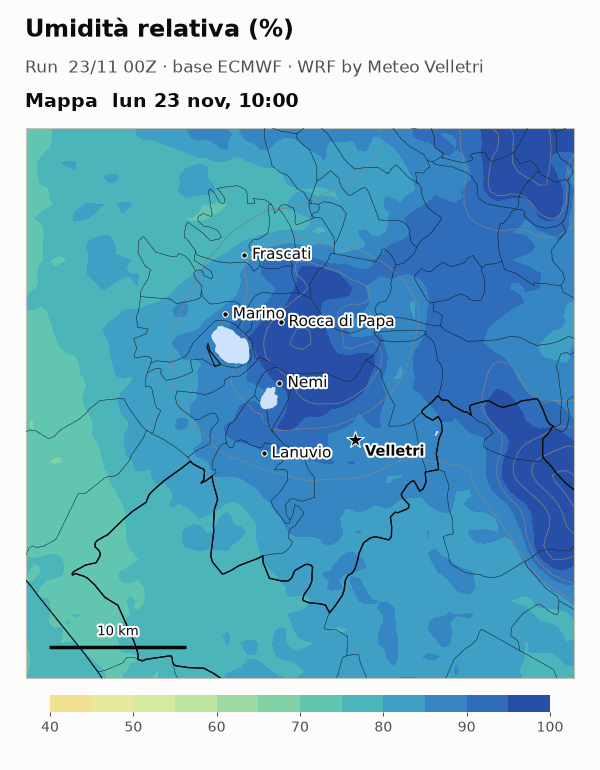 Umidità relativa (%)
Run  23/11 00Z · base ECMWF · WRF by Meteo Velletri
Mappa  lun 23 nov, 10:00
Frascati
Marino
Rocca di Papa
Nemi
Velletri
Lanuvio
10 km
40 50 60 70 80 90 100